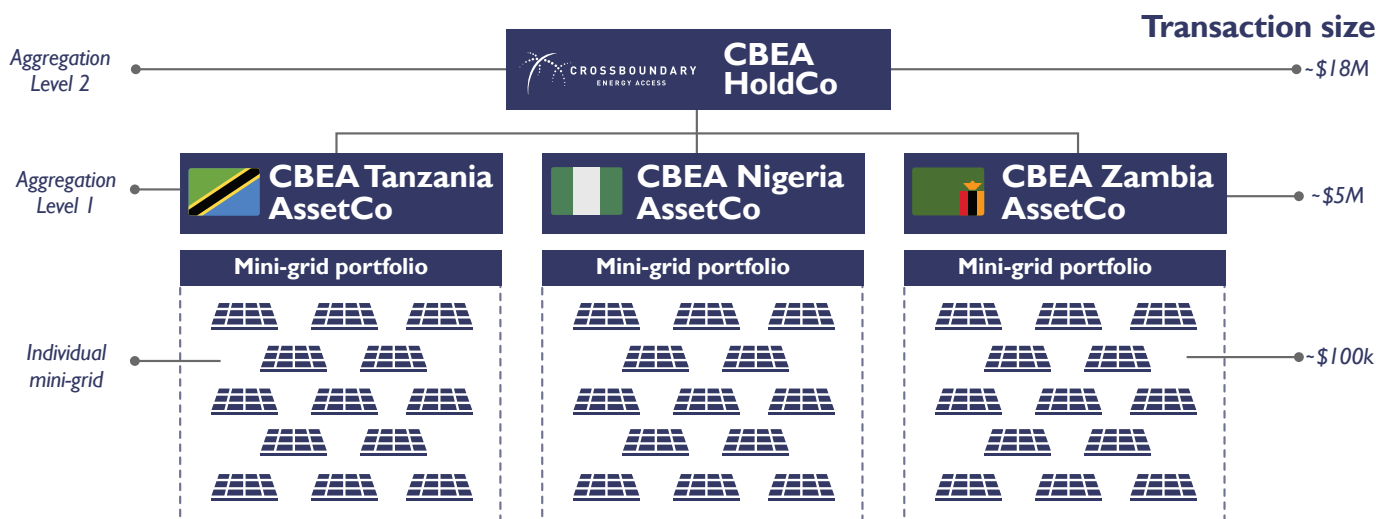 Transaction size
Aggregation
Level 2
CROSSBOUNDARY
ENERGY ACCESS
CBEA
HoldCo
~$18M
Aggregation
Level 1
CBEA Tanzania
AssetCo
CBEA Nigeria
AssetCo
CBEA Zambia
AssetCo
~$5M
Mini-grid portfolio
Mini-grid portfolio
Mini-grid portfolio
Individual
mini-grid
~$100k